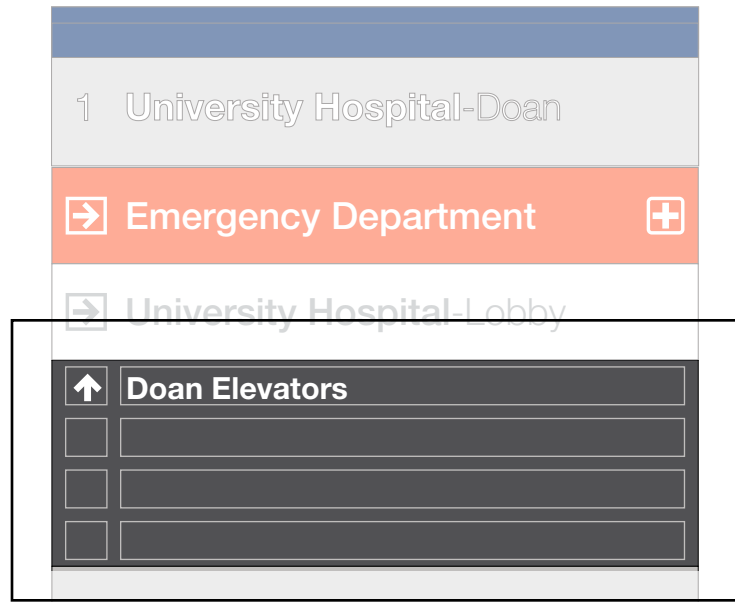 1 University Hospital-Doan
Emergency Department
University Hospital-Lobby
Doan Elevators